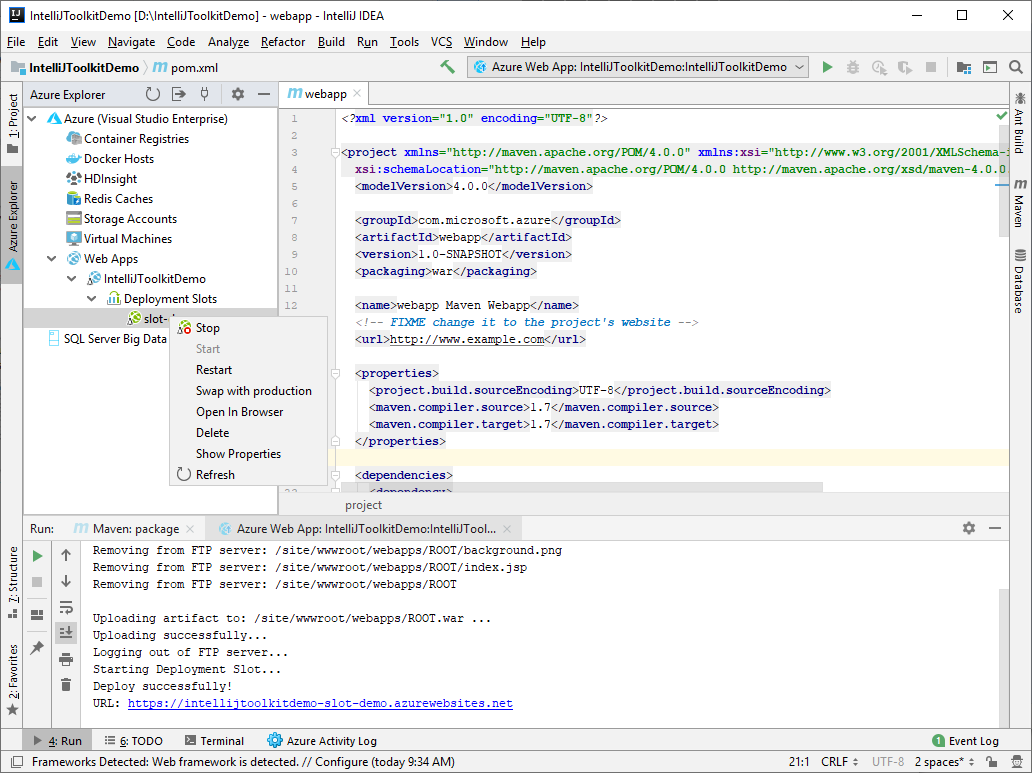 IntelliJToolkitDemo [D:\IntelliJToolkitDemo] - webapp - IntelliJ IDEA
File Edit View Navigate Code Analyze Refactor Build Run Tools VCS Window Help
IntelliJToolkitDemo m pom.xml
Azure Web App: IntelliJToolkitDemo:IntelliJToolkitDemo
1: Project
Azure Explorer
7: Structure
2: Favorites
Azure Explorer
Azure (Visual Studio Enterprise)
Container Registries
Docker Hosts
HDInsight
Redis Caches
Storage Accounts
Virtual Machines
Web Apps
IntelliJToolkitDemo
Deployment Slots
slot-
SQL Server Big Data
Stop
Start
Restart
Swap with production
Open In Browser
Delete
Show Properties
Refresh
m webapp
1 <?xml version="1.0" encoding="UTF-8"?>
2
3 <project xmlns="http://maven.apache.org/POM/4.0.0" xmlns:xsi="http://www.w3.org/2001/XMLSchema-i
4 xsi:schemaLocation="http://maven.apache.org/POM/4.0.0 http://maven.apache.org/xsd/maven-4.0.0.
5 <modelVersion>4.0.0</modelVersion>
6
7 <groupId>com.microsoft.azure</groupId>
8 <artifactId>webapp</artifactId>
9 <version>1.0-SNAPSHOT</version>
10 <packaging>war</packaging>
11
12 <name>webapp Maven Webapp</name>
<!-- FIXME change it to the project's website -->
<url>http://www.example.com</url>
<properties>
<project.build.sourceEncoding>UTF-8</project.build.sourceEncoding>
<maven.compiler.source>1.7</maven.compiler.source>
<maven.compiler.target>1.7</maven.compiler.target>
</properties>
<dependencies>
<dependency>
project
Ant Build
m Maven
Database
Run: m Maven: package Azure Web App: IntelliJToolkitDemo:IntelliJTool...
Removing from FTP server: /site/wwwroot/webapps/ROOT/background.png
Removing from FTP server: /site/wwwroot/webapps/ROOT/index.jsp
Removing from FTP server: /site/wwwroot/webapps/ROOT
Uploading artifact to: /site/wwwroot/webapps/ROOT.war ...
Uploading successfully...
Logging out of FTP server...
Starting Deployment Slot...
Deploy successfully!
URL: https://intellijtoolkitdemo-slot-demo.azurewebsites.net
4: Run 6: TODO Terminal Azure Activity Log 1 Event Log
Frameworks Detected: Web framework is detected. // Configure (today 9:34 AM) 21:1 CRLF UTF-8 2 spaces*